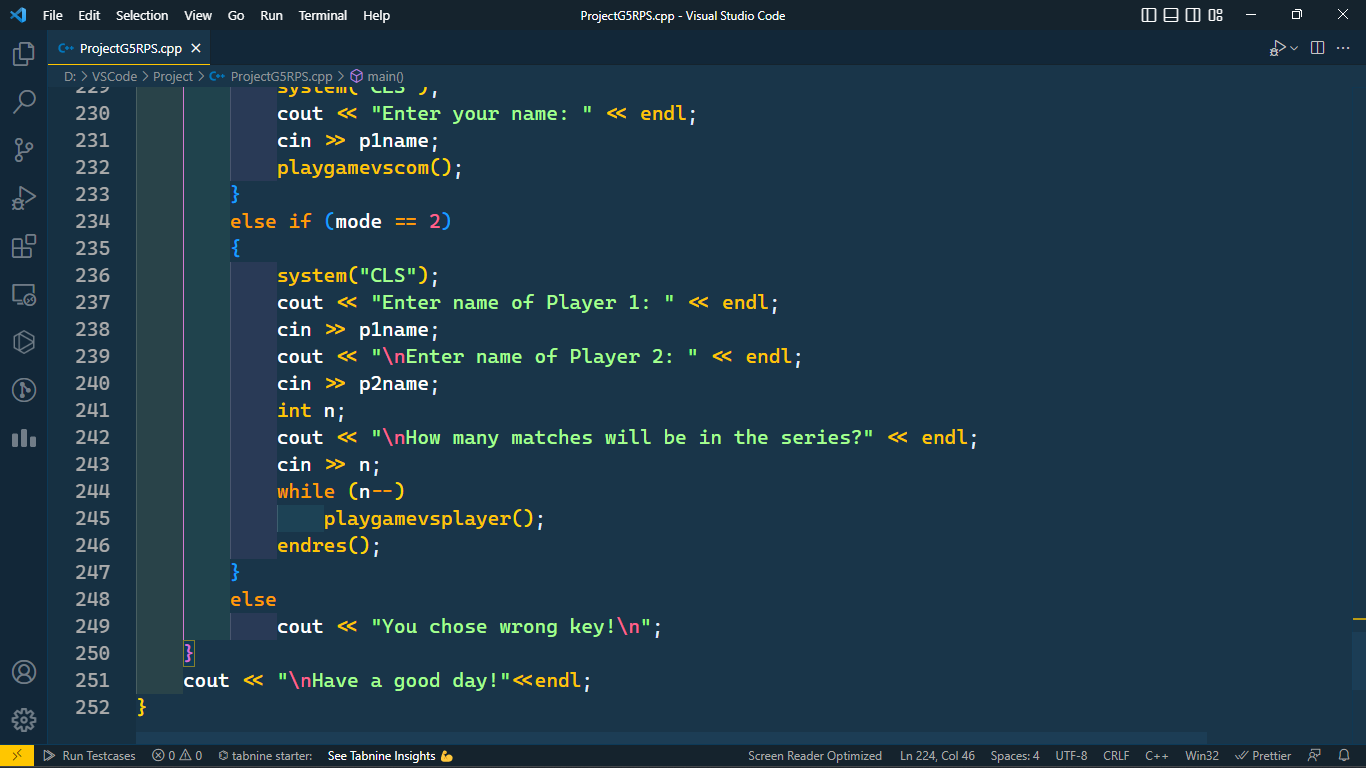 File Edit Selection View Go Run Terminal Help ProjectG5RPS.cpp - Visual Studio Code
C++ ProjectG5RPS.cpp
D: > VSCode > Project > C++ ProjectG5RPS.cpp > main()
229 system("CLS");
230 cout << "Enter your name: " << endl;
231 cin >> p1name;
232 playgamevscom();
233 }
234 else if (mode == 2)
235 {
236 system("CLS");
237 cout << "Enter name of Player 1: " << endl;
238 cin >> p1name;
239 cout << "\nEnter name of Player 2: " << endl;
240 cin >> p2name;
241 int n;
242 cout << "\nHow many matches will be in the series?" << endl;
243 cin >> n;
244 while (n--)
245 playgamevsplayer();
246 endres();
247 }
248 else
249 cout << "You chose wrong key!\n";
250 }
251 cout << "\nHave a good day!"<<endl;
252 }
Run Testcases 0 0 tabnine starter: See Tabnine Insights 💪 Screen Reader Optimized Ln 224, Col 46 Spaces: 4 UTF-8 CRLF C++ Win32 Prettier